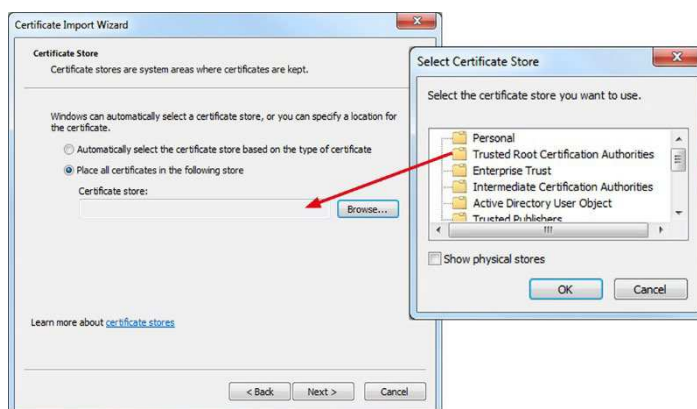 Certificate Import Wizard
Certificate Store
Certificate stores are system areas where certificates are kept.
Windows can automatically select a certificate store, or you can specify a location for
the certificate.
Automatically select the certificate store based on the type of certificate
Place all certificates in the following store
Certificate store:
Browse...
Learn more about certificate stores
< Back
Next >
Cancel
Select Certificate Store
Select the certificate store you want to use.
Personal
Trusted Root Certification Authorities
Enterprise Trust
Intermediate Certification Authorities
Active Directory User Object
Trusted Publishers
Show physical stores
OK
Cancel